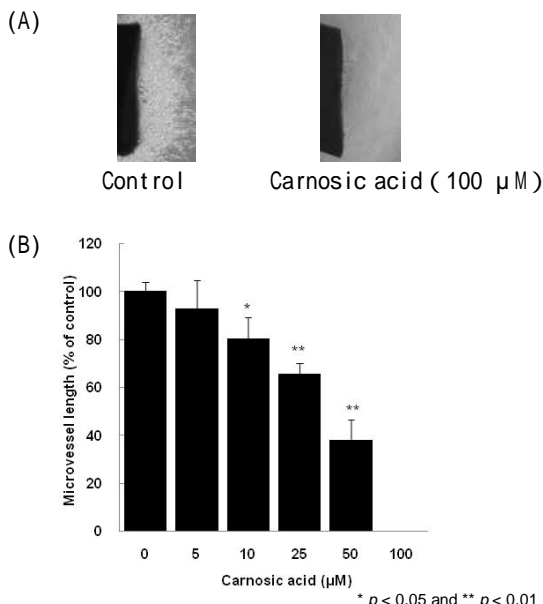 (A)
Control
Carnosic acid ( 100 μM)
(B)
Microvessel length (% of control)
120
100
80
60
40
20
0
*
**
**
0 5 10 25 50 100
Carnosic acid (μM)
* p < 0.05 and ** p < 0.01